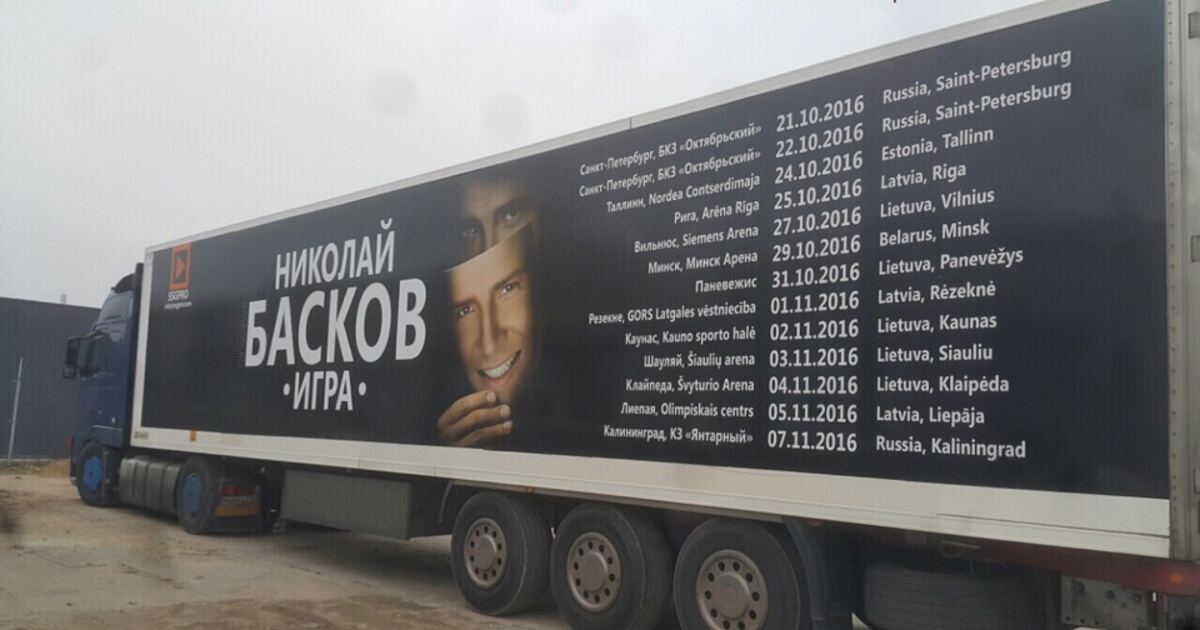 SSGPRO
НИКОЛАЙ
БАСКОВ
•ИГРА•
Санкт-Петербург, БКЗ «Октябрьский» 21.10.2016 Russia, Saint-Petersburg
Санкт-Петербург, БКЗ «Октябрьский» 22.10.2016 Russia, Saint-Petersburg
Таллинн, Nordea Contserdimaja 24.10.2016 Estonia, Tallinn
Рига, Arēna Rīga 25.10.2016 Latvia, Riga
Вильнюс, Siemens Arena 27.10.2016 Lietuva, Vilnius
Минск, Минск Арена 29.10.2016 Belarus, Minsk
Паневежис 31.10.2016 Lietuva, Panevėžys
Резекне, GORS Latgales vēstniecība 01.11.2016 Latvia, Rēzeknė
Каунас, Kauno sporto halė 02.11.2016 Lietuva, Kaunas
Шауляй, Šiaulių arena 03.11.2016 Lietuva, Siauliu
Клайпеда, Švyturio Arena 04.11.2016 Lietuva, Klaipėda
Лиепая, Olimpiskais centrs 05.11.2016 Latvia, Liepāja
Калининград, КЗ «Янтарный» 07.11.2016 Russia, Kaliningrad